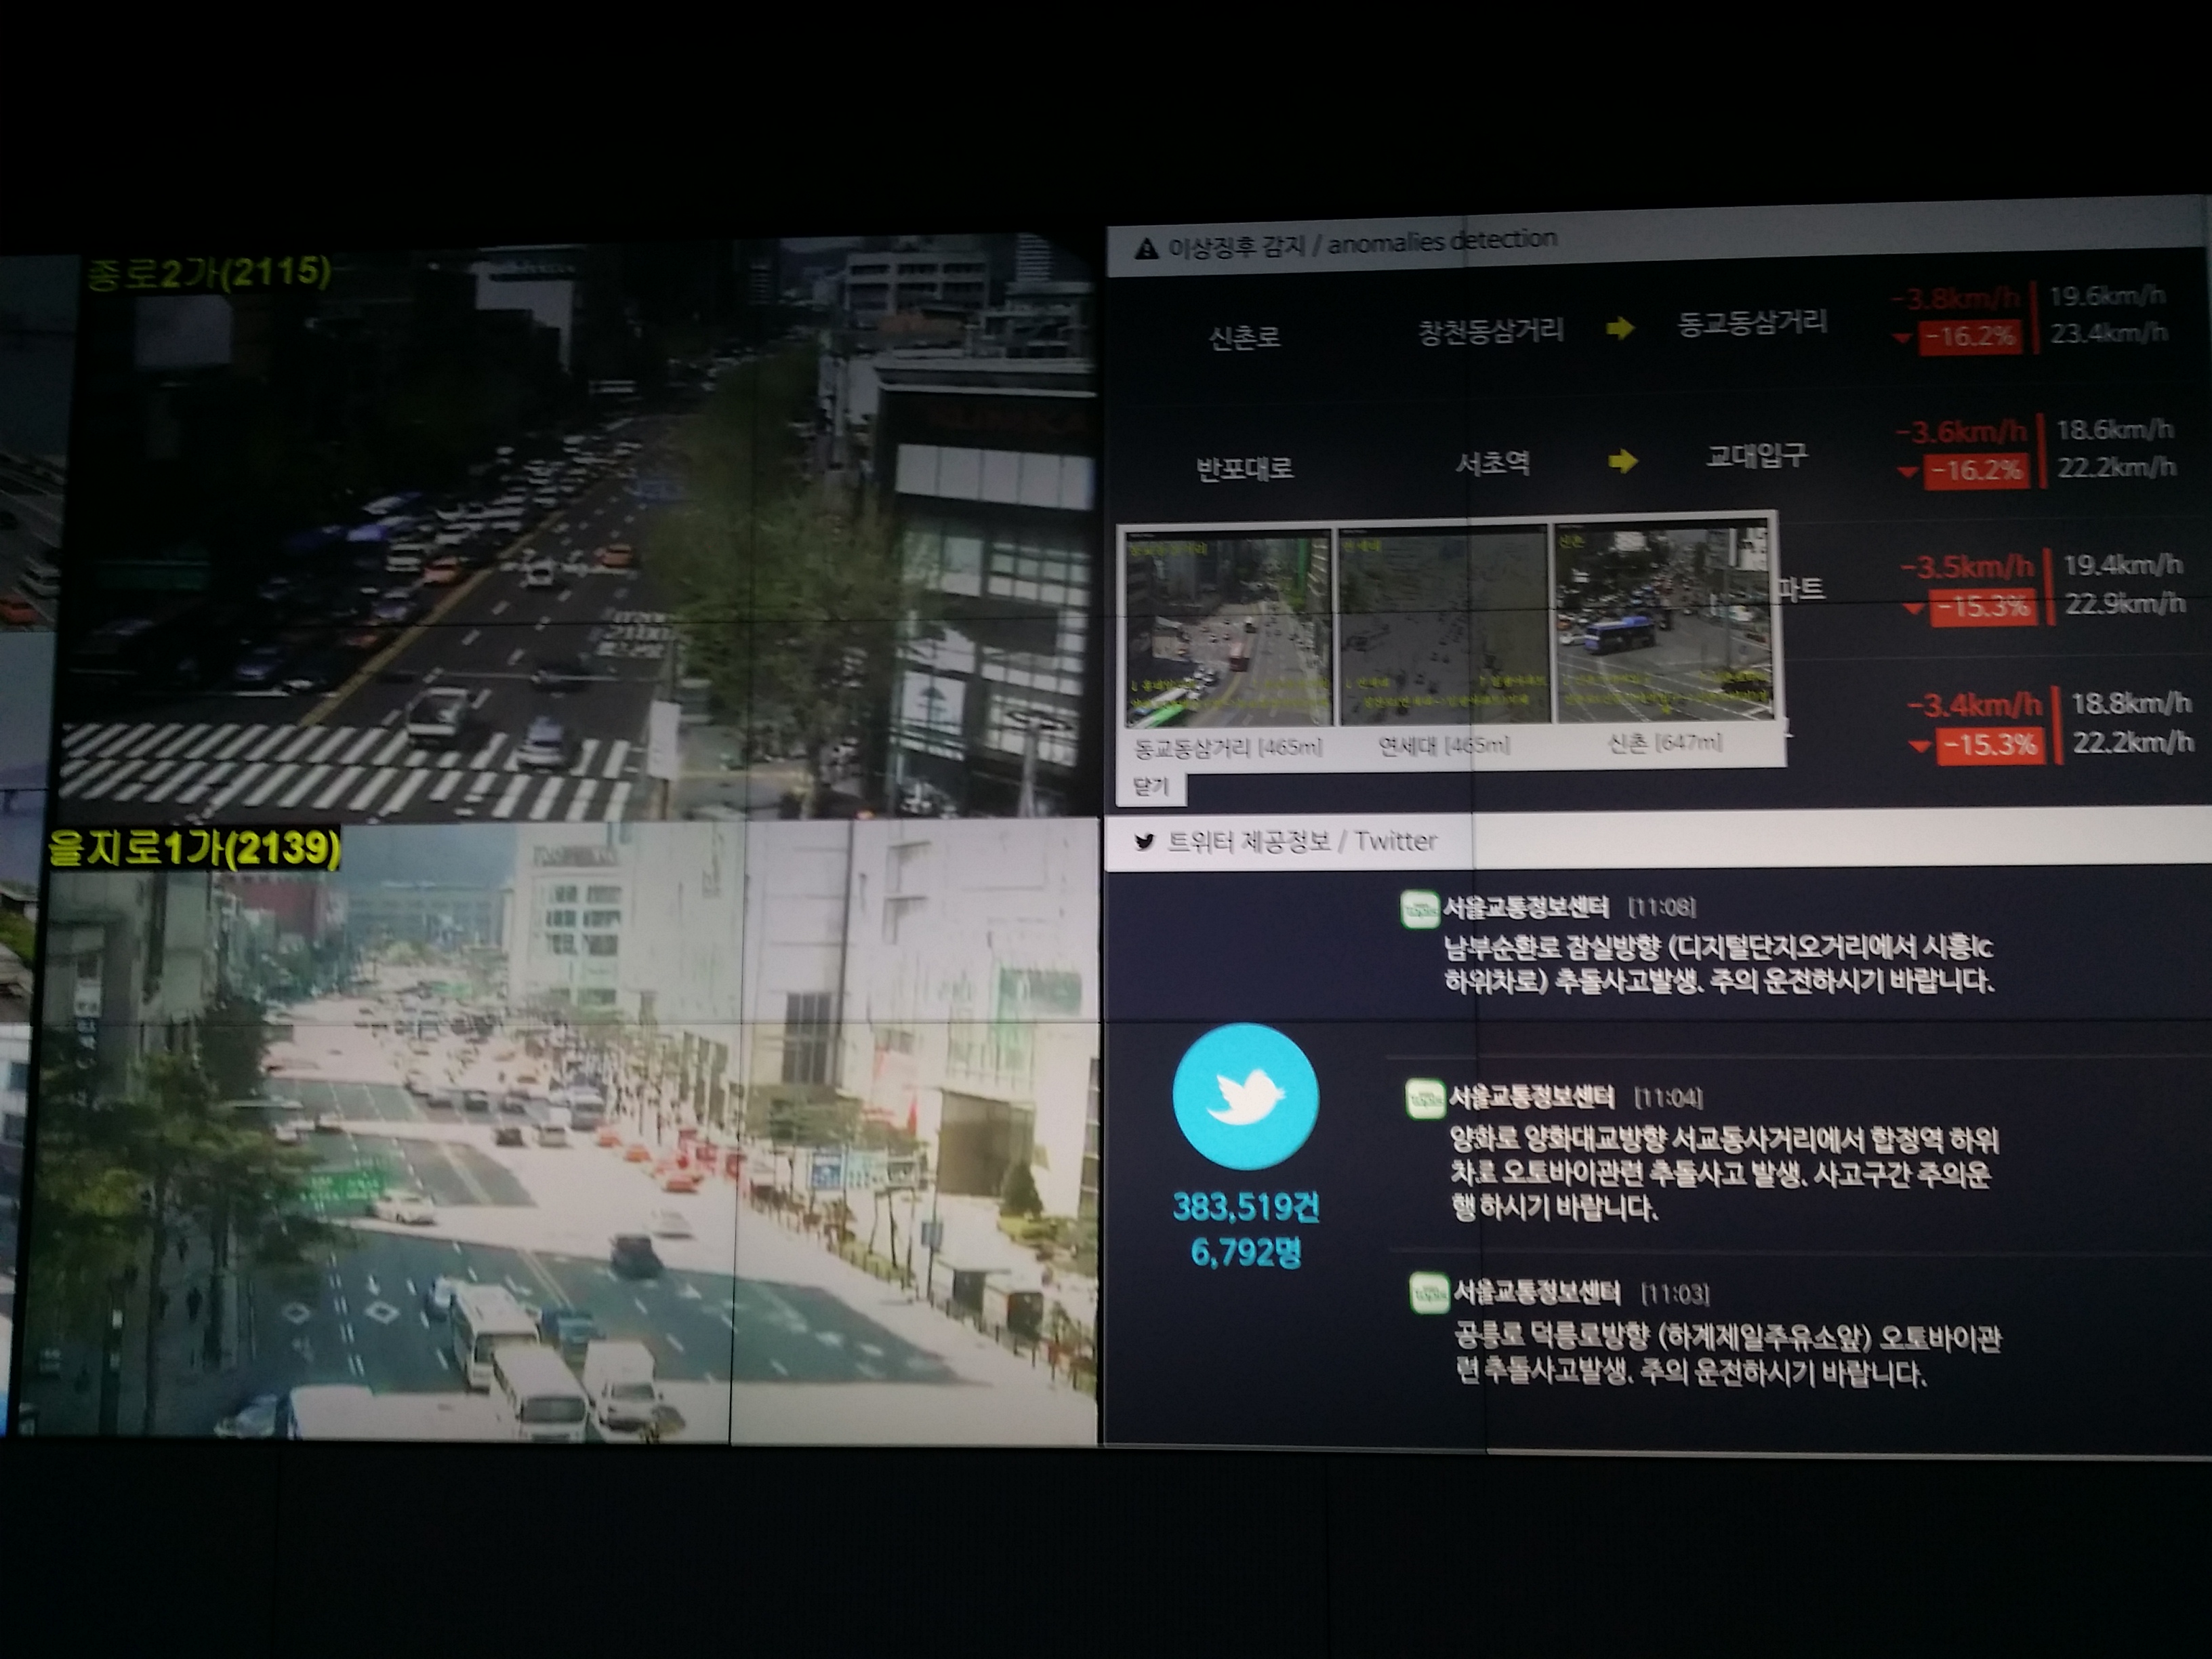 종로2가(2115)
을지로1가(2139)
이상징후 감지 / anomalies detection
신촌로 창천동삼거리 동교동삼거리 -3.8km/h 19.6km/h
-16.2% 23.4km/h
반포대로 서초역 교대입구 -3.6km/h 18.6km/h
-16.2% 22.2km/h
파트 -3.5km/h 19.4km/h
-15.3% 22.9km/h
-3.4km/h 18.8km/h
-15.3% 22.2km/h
동교동삼거리 [465m] 연세대 [465m] 신촌 [647m]
닫기
트위터 제공정보 / Twitter
서울교통정보센터 [11:08]
남부순환로 잠실방향 (디지털단지오거리에서 시흥Ic
하위차로) 추돌사고발생. 주의 운전하시기 바랍니다.
서울교통정보센터 [11:04]
양화로 양화대교방향 서교동사거리에서 합정역 하위
차로 오토바이관련 추돌사고 발생. 사고구간 주의운
행 하시기 바랍니다.
383,519건
6,792명
서울교통정보센터 [11:03]
공릉로 덕릉로방향 (하계제일주유소앞) 오토바이관
련 추돌사고발생. 주의 운전하시기 바랍니다.